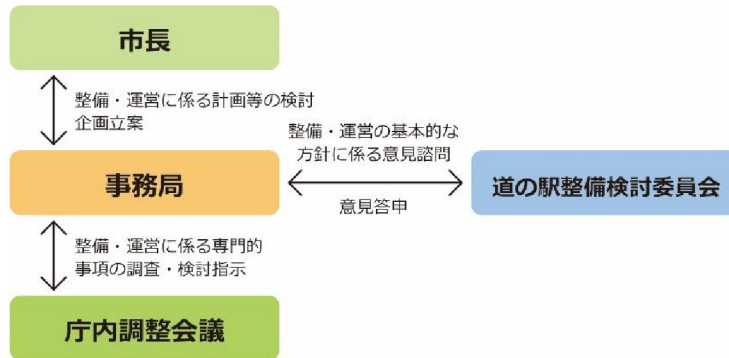 市長
整備・運営に係る計画等の検討
企画立案
整備・運営の基本的な
方針に係る意見諮問
事務局
道の駅整備検討委員会
意見答申
整備・運営に係る専門的
事項の調査・検討指示
庁内調整会議